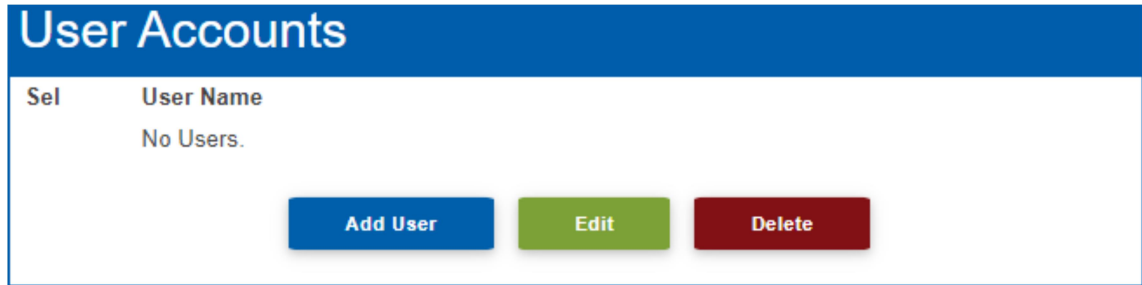 User Accounts
Sel User Name
No Users.
Add User Edit Delete